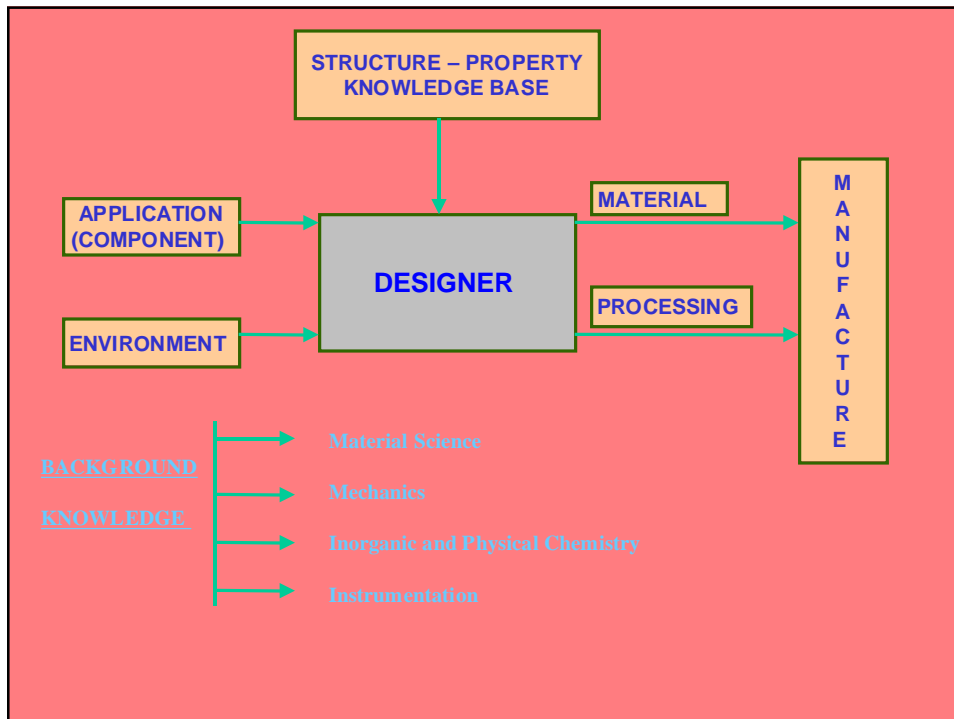 STRUCTURE – PROPERTY
KNOWLEDGE BASE
APPLICATION
(COMPONENT)
ENVIRONMENT
DESIGNER
MATERIAL
PROCESSING
M
A
N
U
F
A
C
T
U
R
E
BACKGROUND
KNOWLEDGE
Material Science
Mechanics
Inorganic and Physical Chemistry
Instrumentation